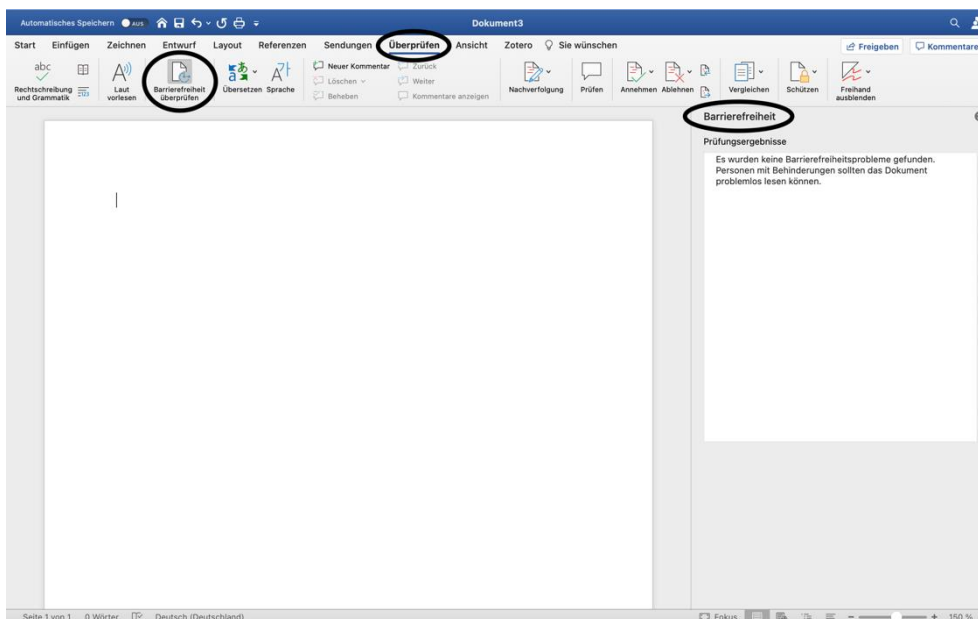 Automatisches Speichern AUS Dokument3
Start Einfügen Zeichnen Entwurf Layout Referenzen Sendungen Überprüfen Ansicht Zotero Sie wünschen Freigeben Kommentare
abc
Rechtschreibung und Grammatik
Laut vorlesen
Barrierefreiheit überprüfen
Übersetzen Sprache
Neuer Kommentar Zurück
Löschen Weiter
Beheben Kommentare anzeigen
Nachverfolgung Prüfen Annehmen Ablehnen Vergleichen Schützen
Freihand ausblenden
Barrierefreiheit
Prüfungsergebnisse
Es wurden keine Barrierefreiheitsprobleme gefunden.
Personen mit Behinderungen sollten das Dokument
problemlos lesen können.
Seite 1 von 1 0 Wörter Deutsch (Deutschland) Fokus 150 %